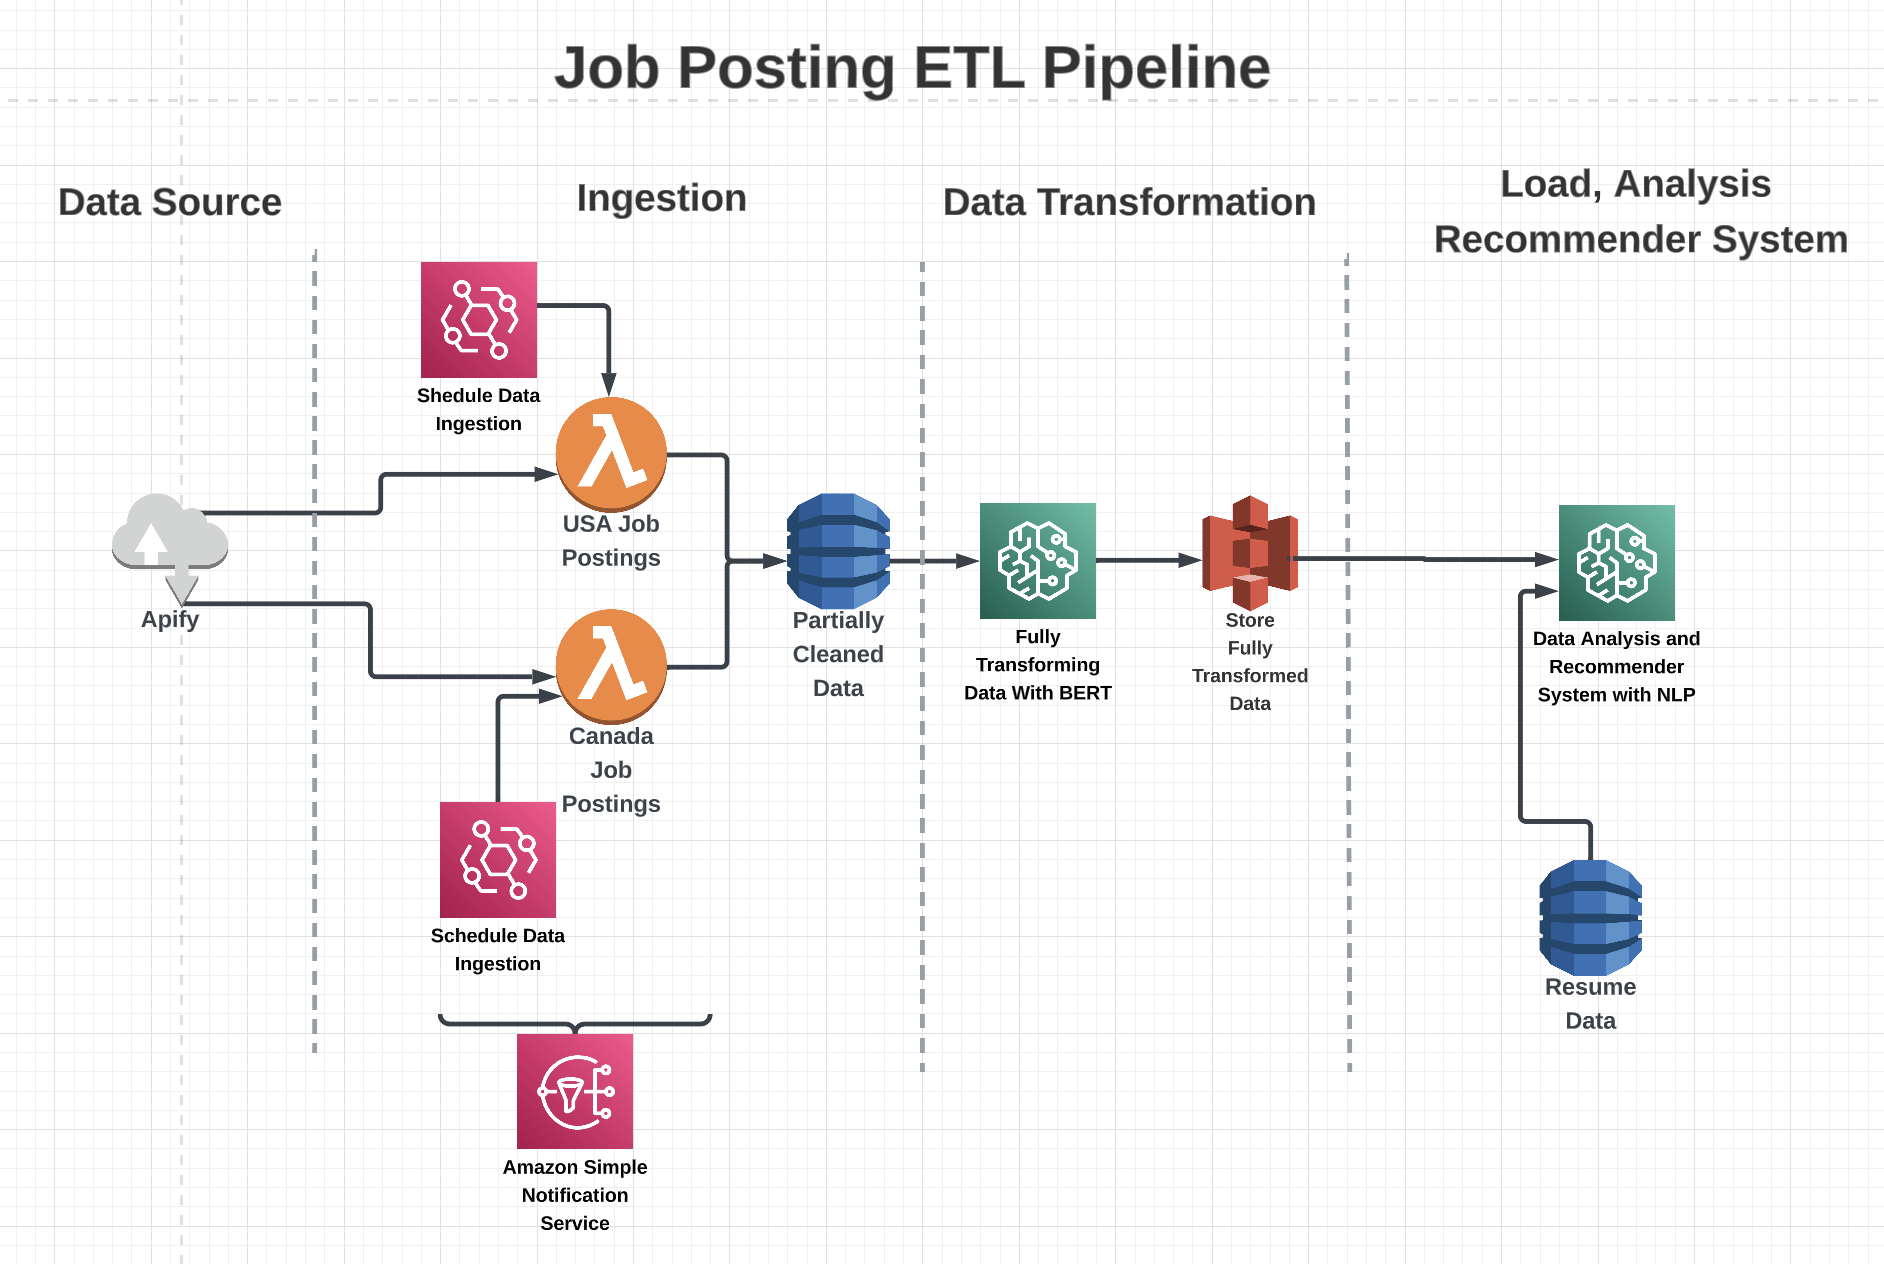 Job Posting ETL Pipeline
Data Source
Ingestion
Data Transformation
Load, Analysis
Recommender System
Shedule Data
Ingestion
USA Job
Postings
Apify
Canada
Job
Postings
Schedule Data
Ingestion
Amazon Simple
Notification
Service
Partially
Cleaned
Data
Fully
Transforming
Data With BERT
Store
Fully
Transformed
Data
Data Analysis and
Recommender
System with NLP
Resume
Data